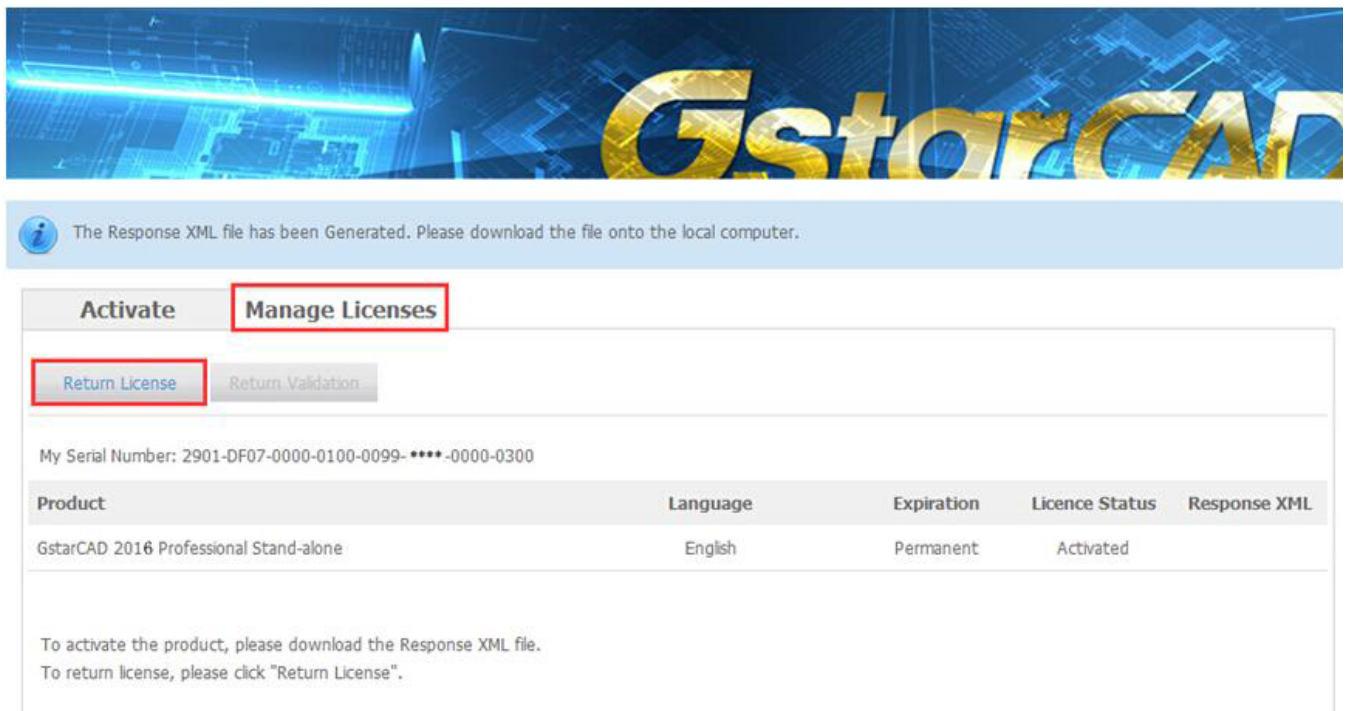 GstarCAD
The Response XML file has been Generated. Please download the file onto the local computer.
Activate Manage Licenses
Return License Return Validation
My Serial Number: 2901-DF07-0000-0100-0099-****-0000-0300
Product Language Expiration Licence Status Response XML
GstarCAD 2016 Professional Stand-alone English Permanent Activated
To activate the product, please download the Response XML file.
To return license, please click "Return License".